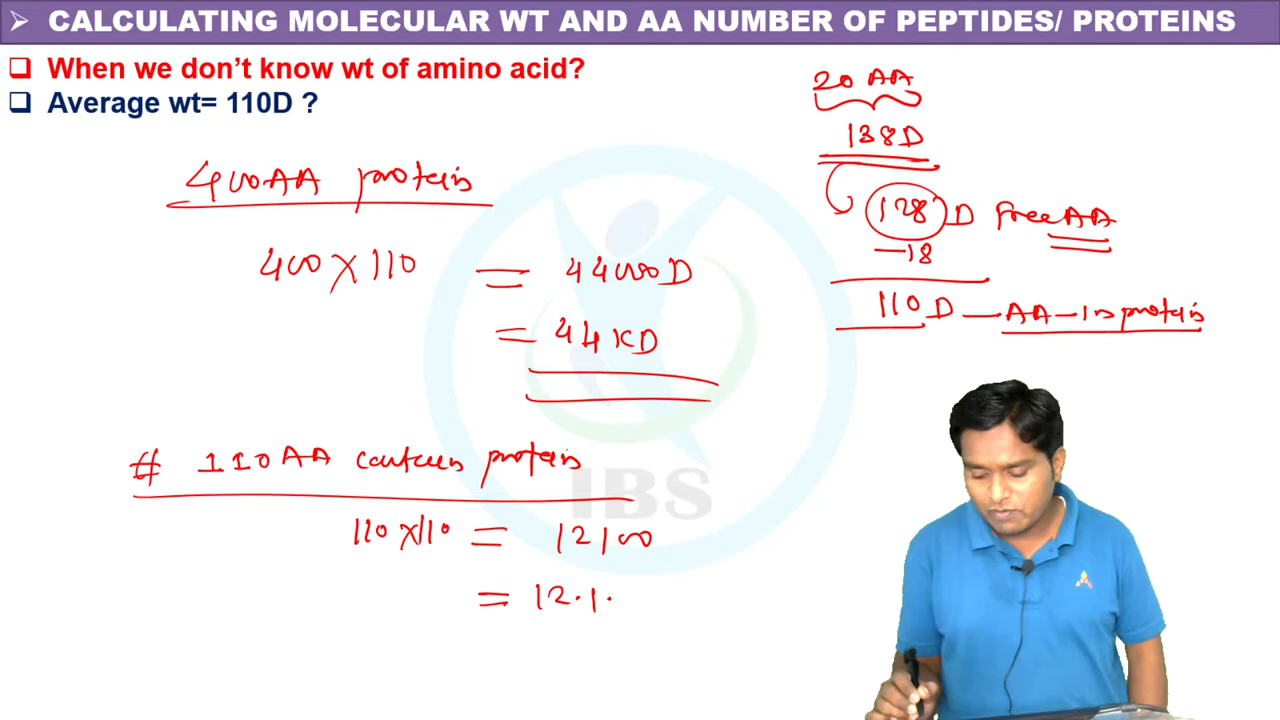 CALCULATING MOLECULAR WT AND AA NUMBER OF PEPTIDES/ PROTEINS
When we don't know wt of amino acid?
Average wt= 110D ?
20 AA
138D
128 D Free AA
-18
110 D - AA - in protein
400AA protein
400 X 110 = 44000D
= 44 KD
# 110AA protein
110 X 110 = 12100
= 12.1.
IBS